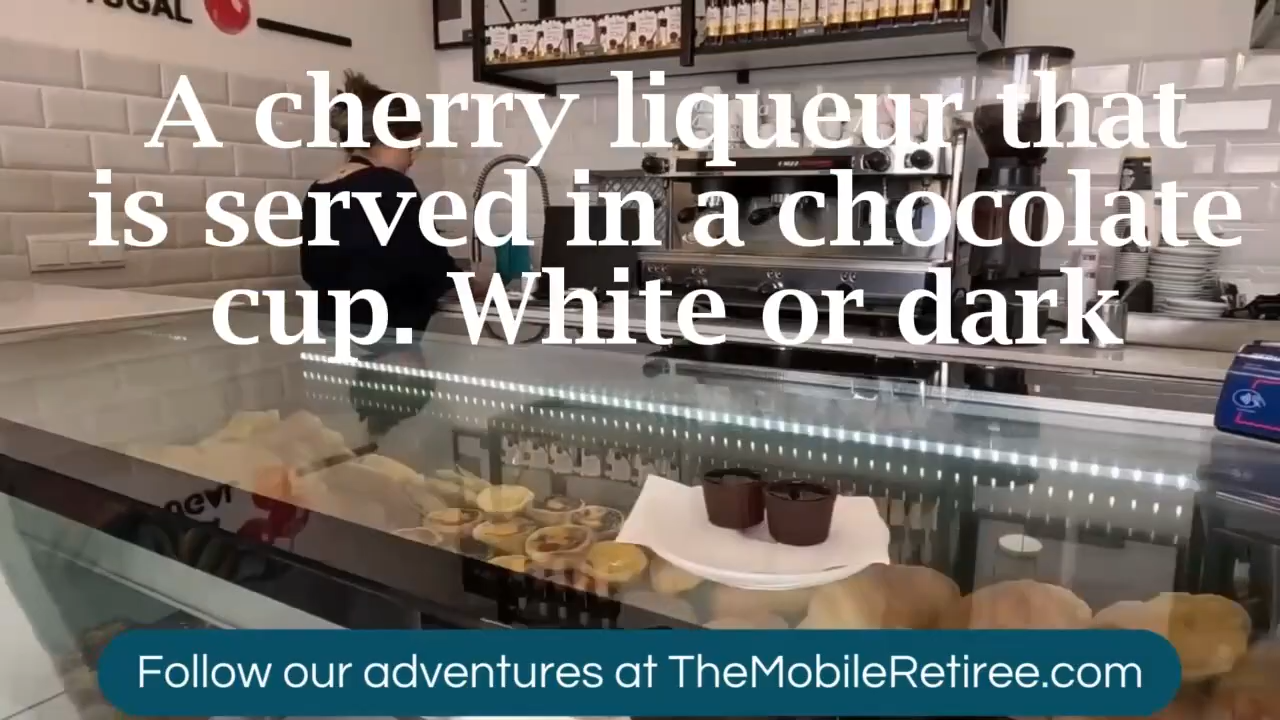 A cherry liqueur that
is served in a chocolate
cup. White or dark
Follow our adventures at TheMobileRetiree.com